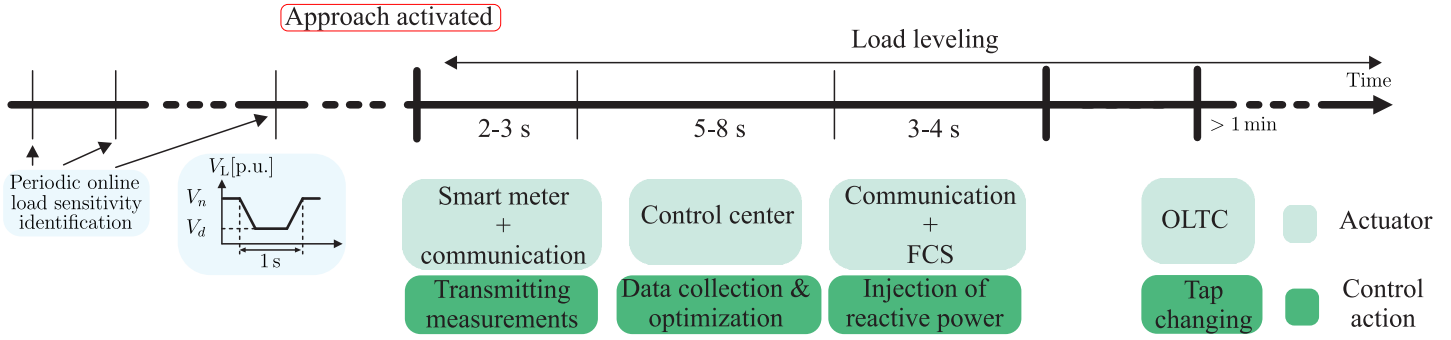 Approach activated
Load leveling
Time
2-3 s
5-8 s
3-4 s
> 1 min
Periodic online
load sensitivity
identification
V_L[p.u.]
V_n
V_d
1 s
Smart meter
+
communication
Control center
Communication
+
FCS
OLTC
Actuator
Transmitting
measurements
Data collection &
optimization
Injection of
reactive power
Tap
changing
Control
action